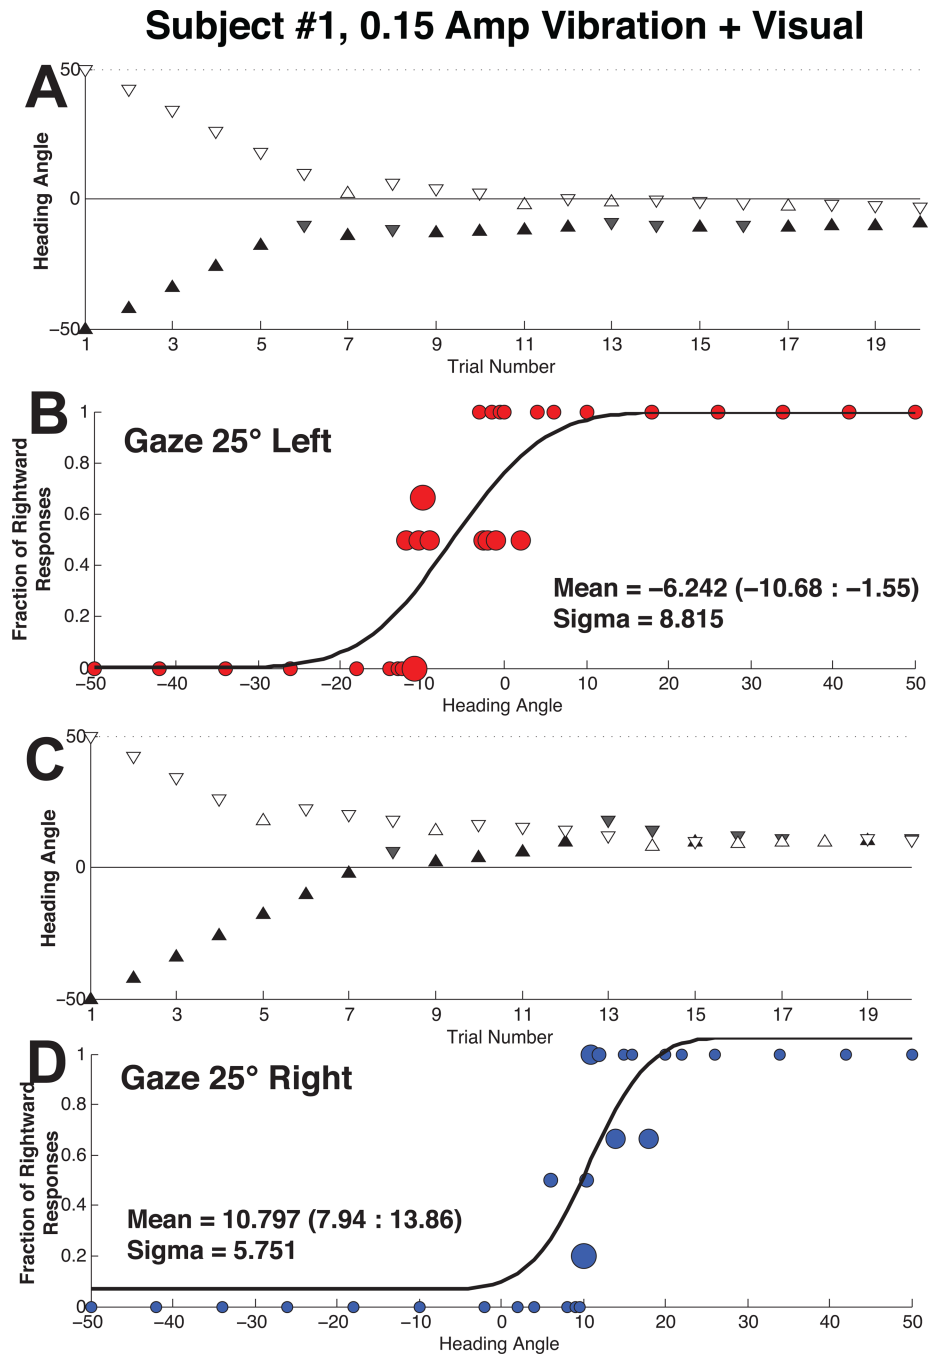 Subject #1, 0.15 Amp Vibration + Visual
A
50
0
−50
Heading Angle
1 3 5 7 9 11 13 15 17 19
Trial Number
B
Gaze 25° Left
1
0.8
0.6
0.4
0.2
0
Fraction of Rightward
Responses
Mean = −6.242 (−10.68 : −1.55)
Sigma = 8.815
−50 −40 −30 −20 −10 0 10 20 30 40 50
Heading Angle
C
50
0
−50
Heading Angle
1 3 5 7 9 11 13 15 17 19
Trial Number
D
Gaze 25° Right
1
0.8
0.6
0.4
0.2
0
Fraction of Rightward
Responses
Mean = 10.797 (7.94 : 13.86)
Sigma = 5.751
−50 −40 −30 −20 −10 0 10 20 30 40 50
Heading Angle